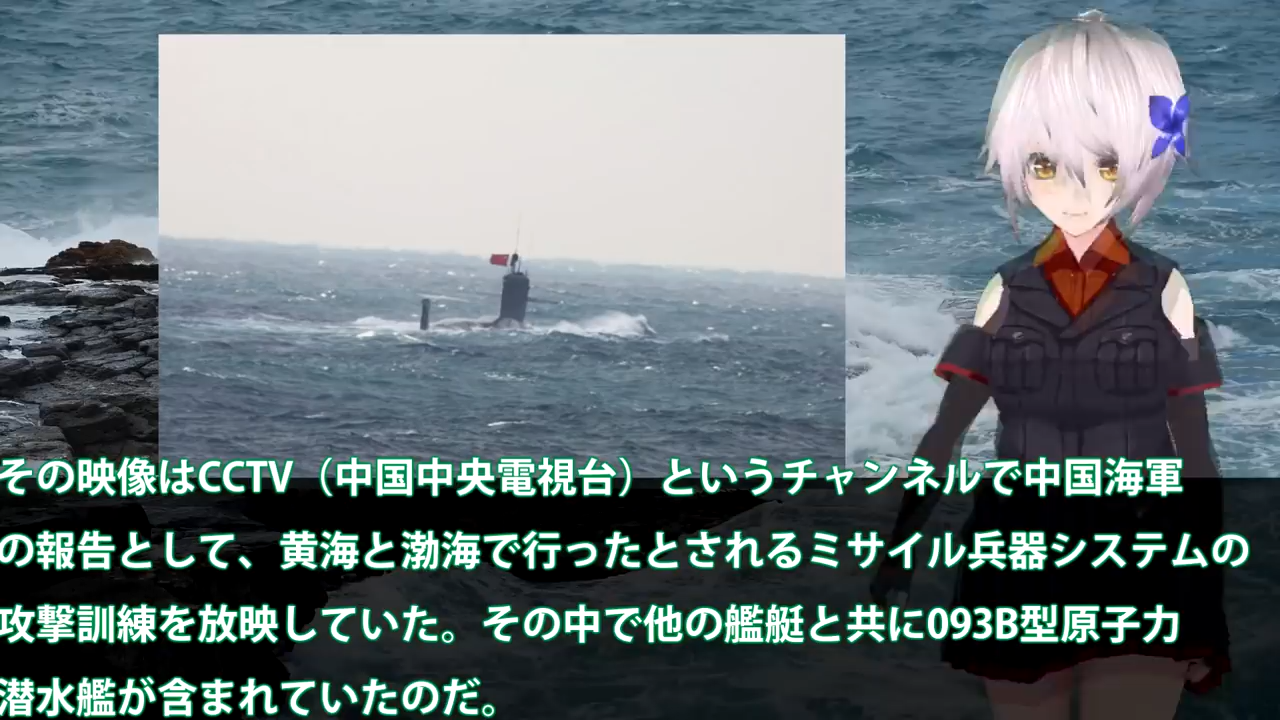 その映像はCCTV（中国中央電視台）というチャンネルで中国海軍
の報告として、黄海と渤海で行ったとされるミサイル兵器システムの
攻撃訓練を放映していた。その中で他の艦艇と共に093B型原子力
潜水艦が含まれていたのだ。